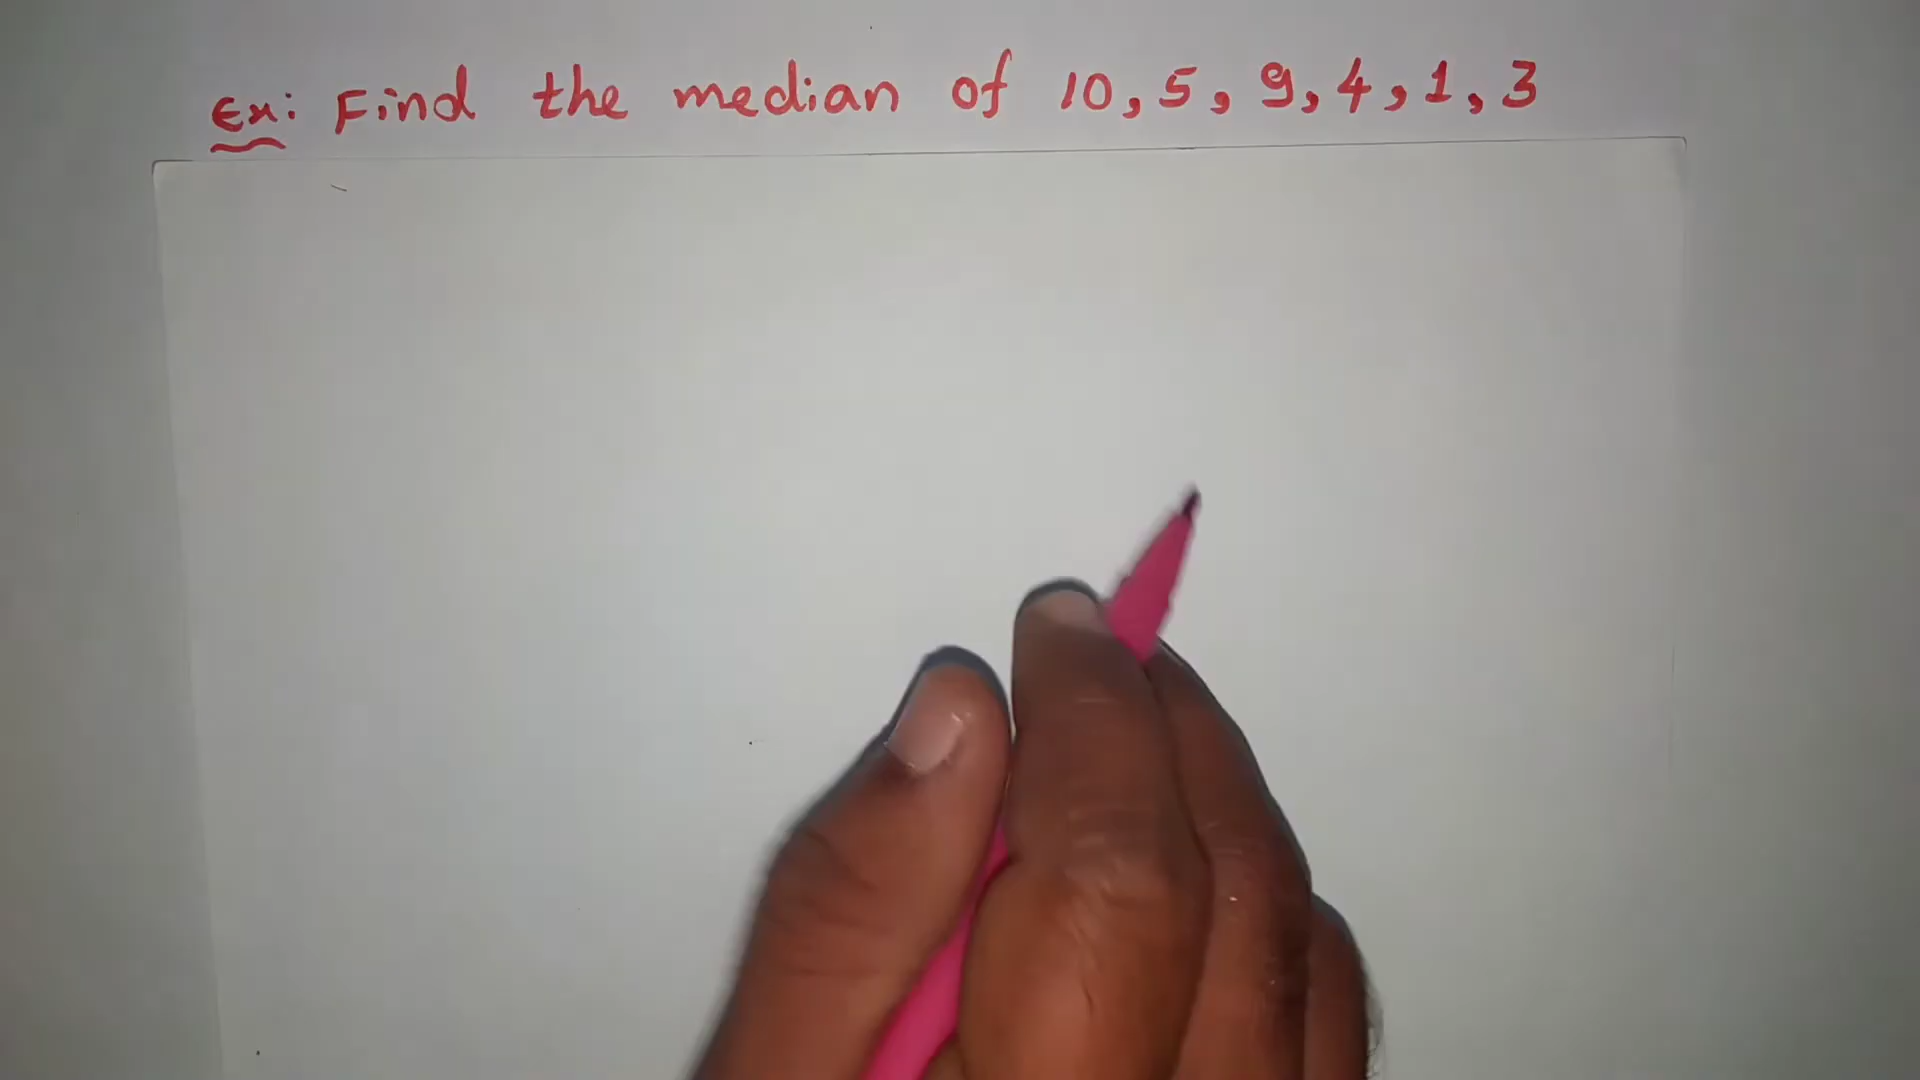 Ex: Find the median of 10, 5, 9, 4, 1, 3